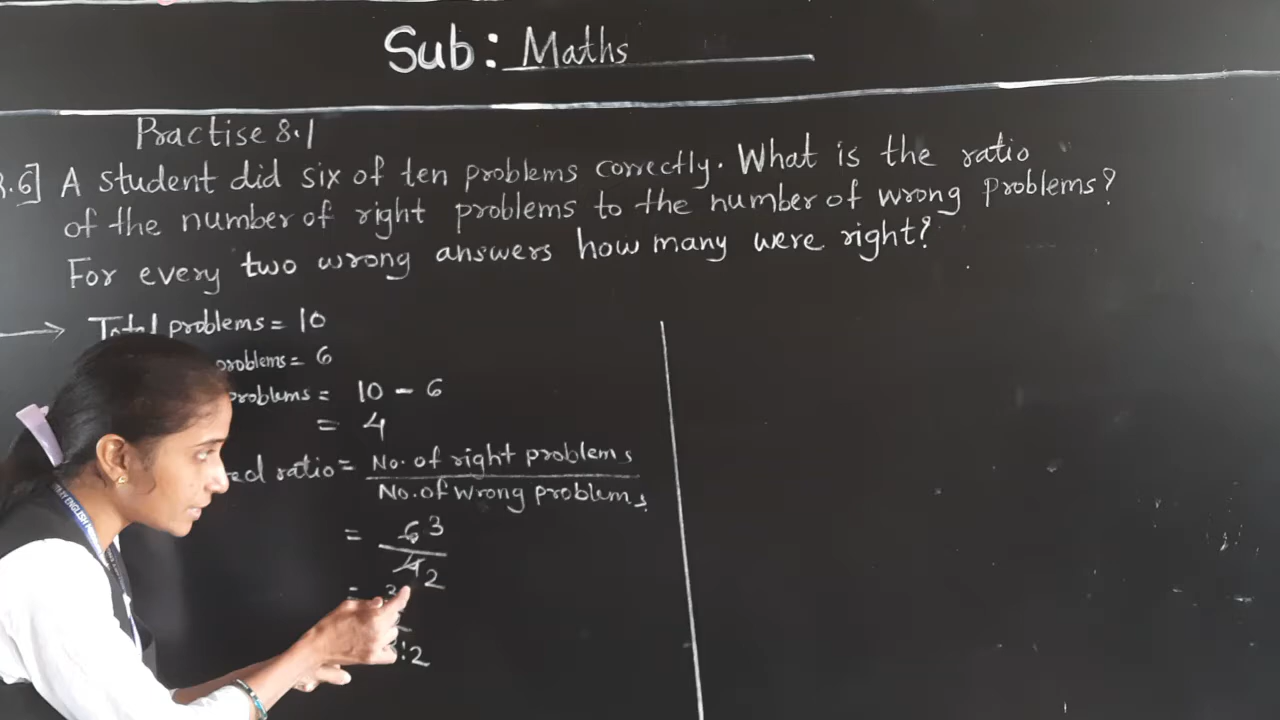 Sub: Maths
Practise 8.1
.6] A student did six of ten problems correctly. What is the ratio
of the number of right problems to the number of wrong problems?
For every two wrong answers how many were right?
Total problems = 10
problems = 6
problems = 10 - 6
= 4
ratio = No. of right problems
No. of wrong problems
= 6 3
4 2
=
:2